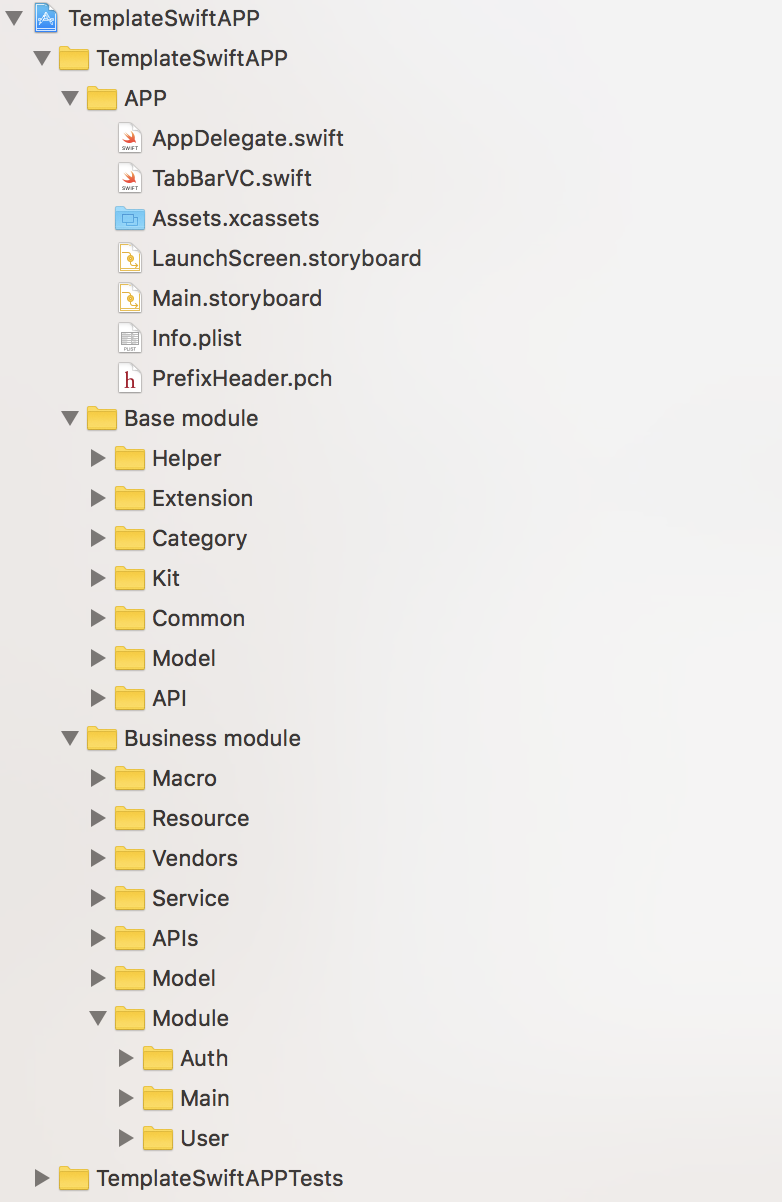 TemplateSwiftAPP
TemplateSwiftAPP
APP
SWIFT AppDelegate.swift
SWIFT TabBarVC.swift
Assets.xcassets
LaunchScreen.storyboard
Main.storyboard
PLIST Info.plist
h PrefixHeader.pch
Base module
Helper
Extension
Category
Kit
Common
Model
API
Business module
Macro
Resource
Vendors
Service
APIs
Model
Module
Auth
Main
User
TemplateSwiftAPPTests